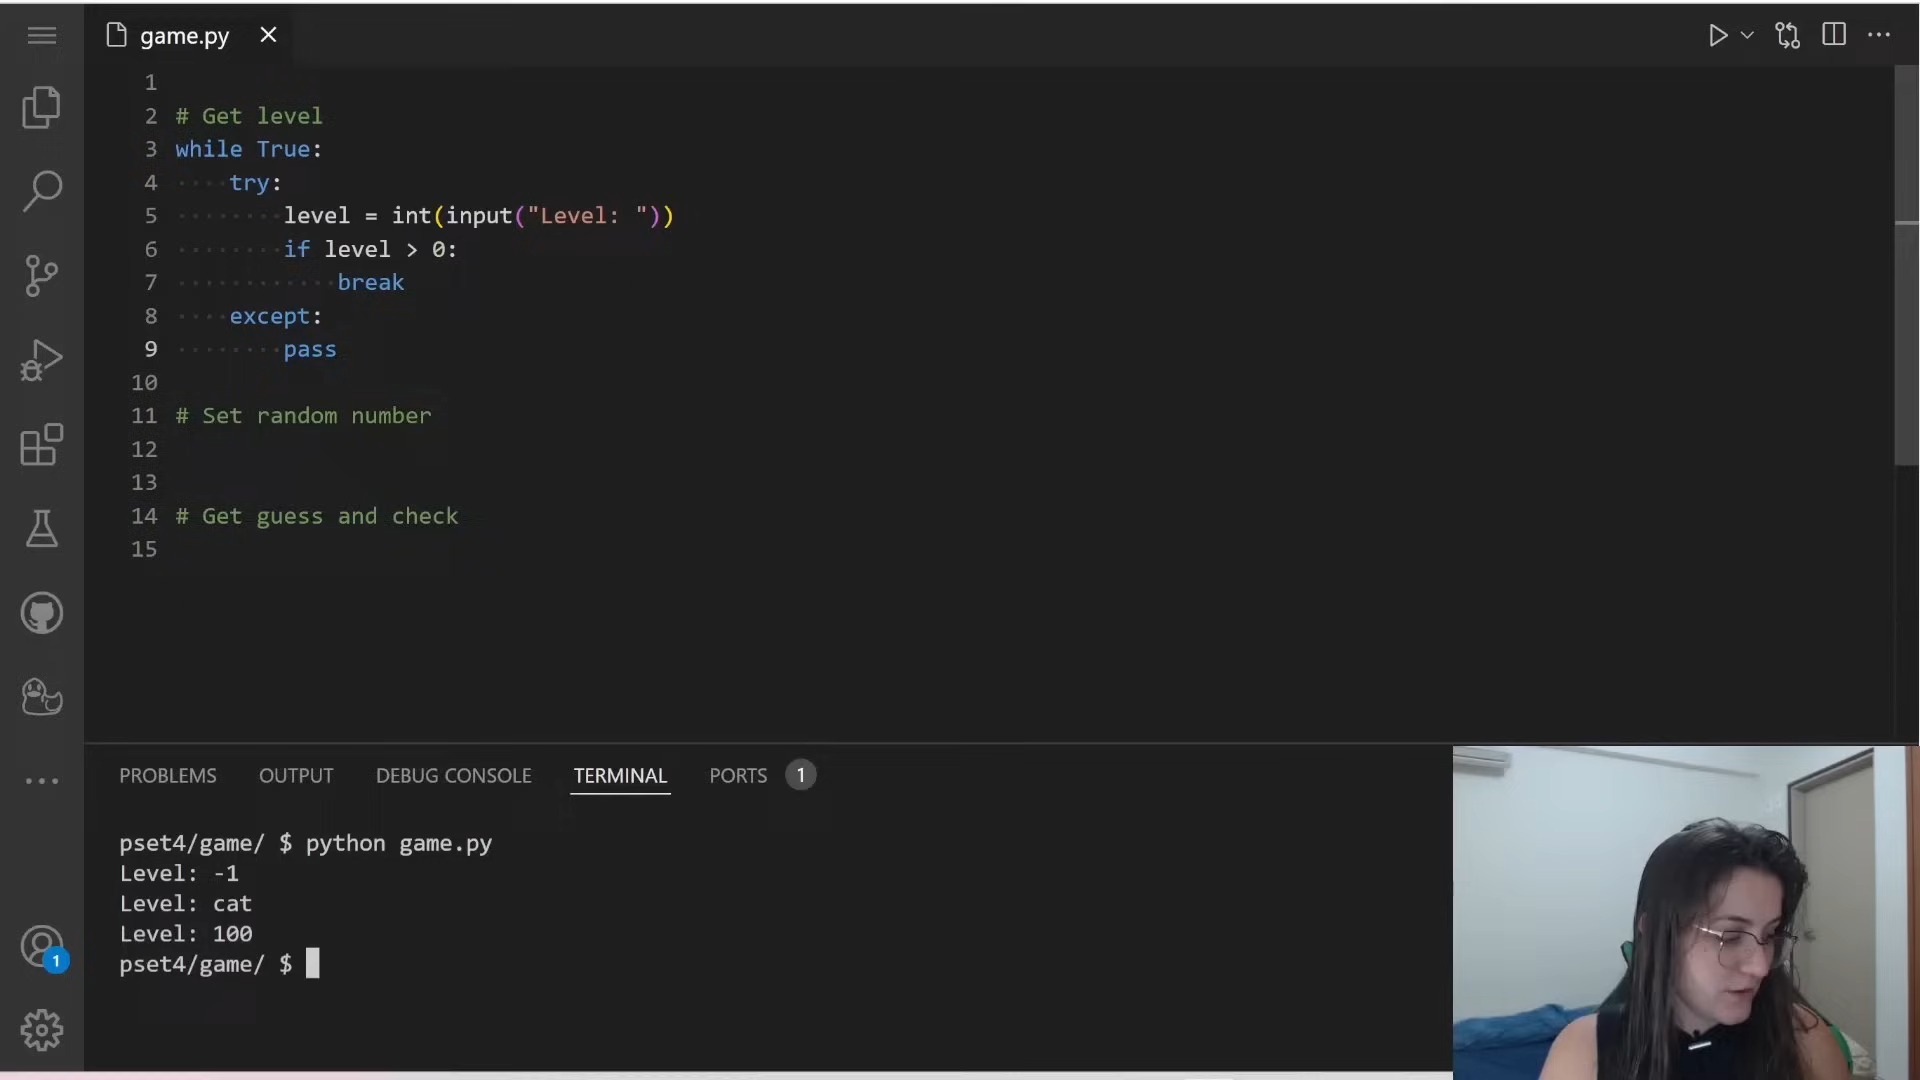 game.py
1
2 # Get level
3 while True:
4 try:
5 level = int(input("Level: "))
6 if level > 0:
7 break
8 except:
9 pass
10
11 # Set random number
12
13
14 # Get guess and check
15
PROBLEMS OUTPUT DEBUG CONSOLE TERMINAL PORTS 1
pset4/game/ $ python game.py
Level: -1
Level: cat
Level: 100
pset4/game/ $
1